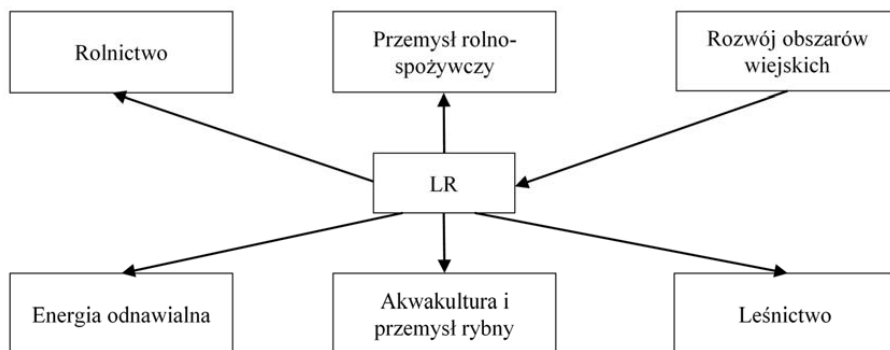 Rolnictwo
Przemysł rolno-
spożywczy
Rozwój obszarów
wiejskich
LR
Energia odnawialna
Akwakultura i
przemysł rybny
Leśnictwo